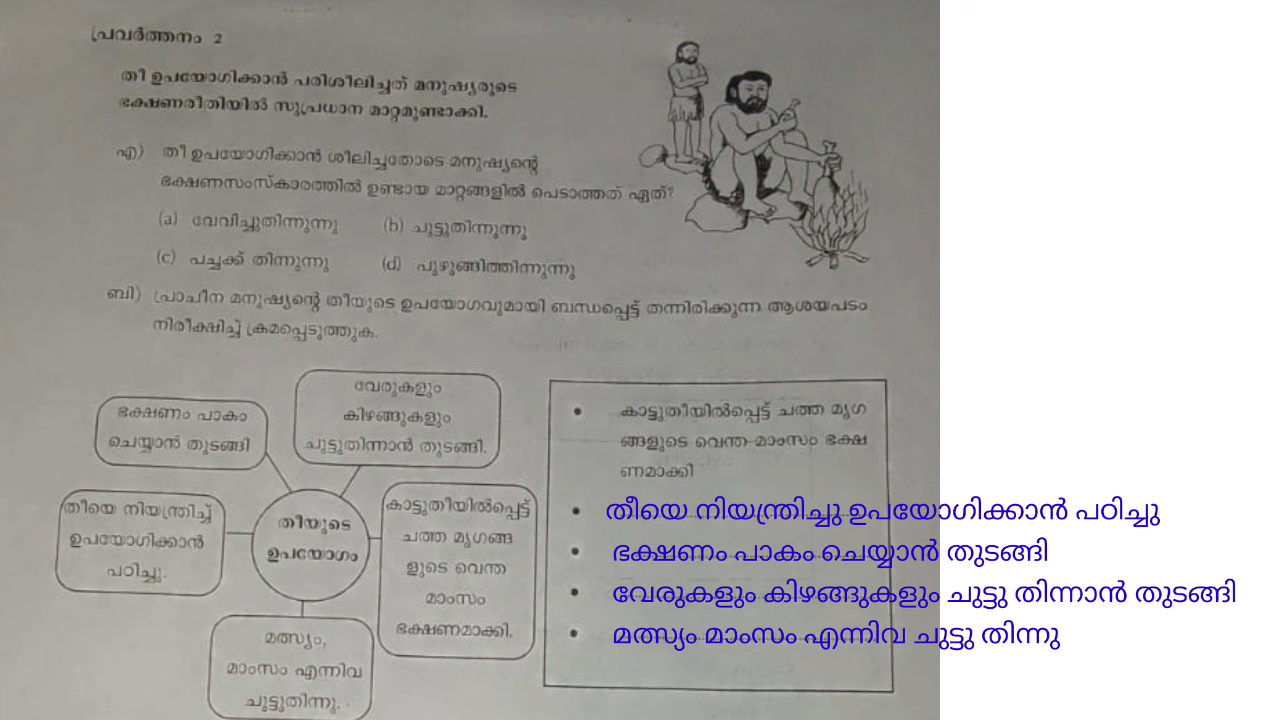 പ്രവർത്തനം 2
തീ ഉപയോഗിക്കാൻ പരിശീലിച്ചത് മനുഷ്യരുടെ
ഭക്ഷണരീതിയിൽ സുപ്രധാന മാറ്റമുണ്ടാക്കി.
എ) തീ ഉപയോഗിക്കാൻ ശീലിച്ചതോടെ മനുഷ്യന്റെ
ഭക്ഷണസംസ്കാരത്തിൽ ഉണ്ടായ മാറ്റങ്ങളിൽ പെടാത്തത് ഏത്?
(a) വേവിച്ചുതിന്നുന്നു (b) ചുട്ടുതിന്നുന്നു
(c) പച്ചക്ക് തിന്നുന്നു (d) പുഴുങ്ങിത്തിന്നുന്നു
ബി) പ്രാചീന മനുഷ്യന്റെ തീയുടെ ഉപയോഗവുമായി ബന്ധപ്പെട്ട് തന്നിരിക്കുന്ന ആശയപടം
നിരീക്ഷിച്ച് ക്രമപ്പെടുത്തുക.
ഭക്ഷണം പാകം
ചെയ്യാൻ തുടങ്ങി
വേരുകളും
കിഴങ്ങുകളും
ചുട്ടുതിന്നാൻ തുടങ്ങി.
തീയെ നിയന്ത്രിച്ച്
ഉപയോഗിക്കാൻ
പഠിച്ചു.
തീയുടെ
ഉപയോഗം
കാട്ടുതീയിൽപ്പെട്ട്
ചത്ത മൃഗങ്ങ
ളുടെ വെന്ത
മാംസം
ഭക്ഷണമാക്കി.
മത്സ്യം,
മാംസം എന്നിവ
ചുട്ടുതിന്നു.
• കാട്ടുതീയിൽപ്പെട്ട് ചത്ത മൃഗ
ങ്ങളുടെ വെന്ത മാംസം ഭക്ഷ
ണമാക്കി
• തീയെ നിയന്ത്രിച്ചു ഉപയോഗിക്കാൻ പഠിച്ചു
• ഭക്ഷണം പാകം ചെയ്യാൻ തുടങ്ങി
• വേരുകളും കിഴങ്ങുകളും ചുട്ടു തിന്നാൻ തുടങ്ങി
• മത്സ്യം മാംസം എന്നിവ ചുട്ടു തിന്നു